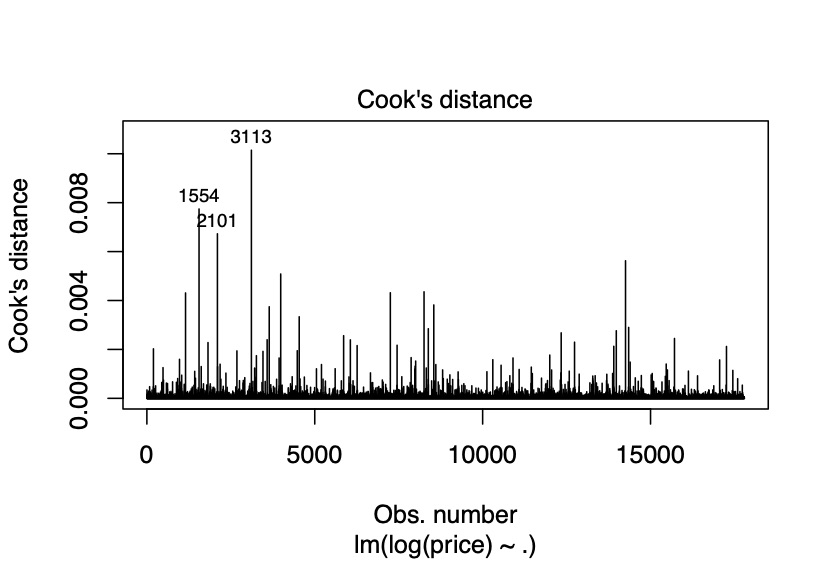 Cook's distance
3113
1554
2101
Cook's distance
0.008
0.004
0.000
0 5000 10000 15000
Obs. number
lm(log(price) ~ .)